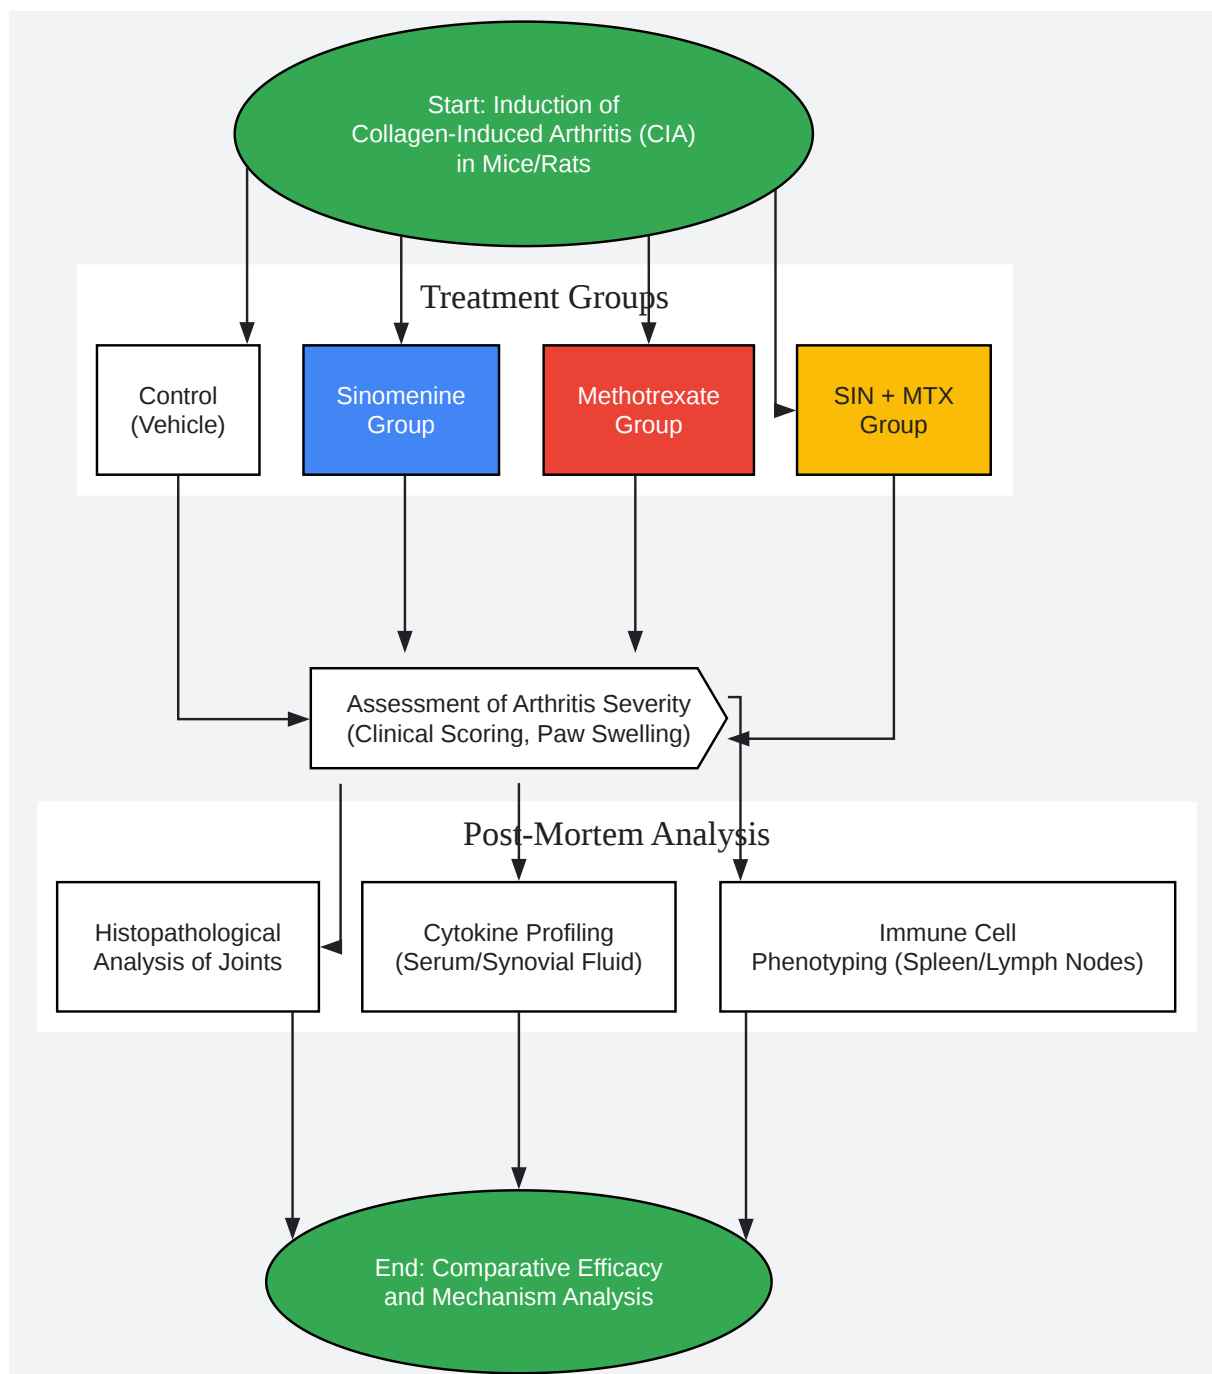 Start: Induction of
Collagen-Induced Arthritis (CIA)
in Mice/Rats
Treatment Groups
Control
(Vehicle)
Sinomenine
Group
Methotrexate
Group
SIN + MTX
Group
Assessment of Arthritis Severity
(Clinical Scoring, Paw Swelling)
Post-Mortem Analysis
Histopathological
Analysis of Joints
Cytokine Profiling
(Serum/Synovial Fluid)
Immune Cell
Phenotyping (Spleen/Lymph Nodes)
End: Comparative Efficacy
and Mechanism Analysis